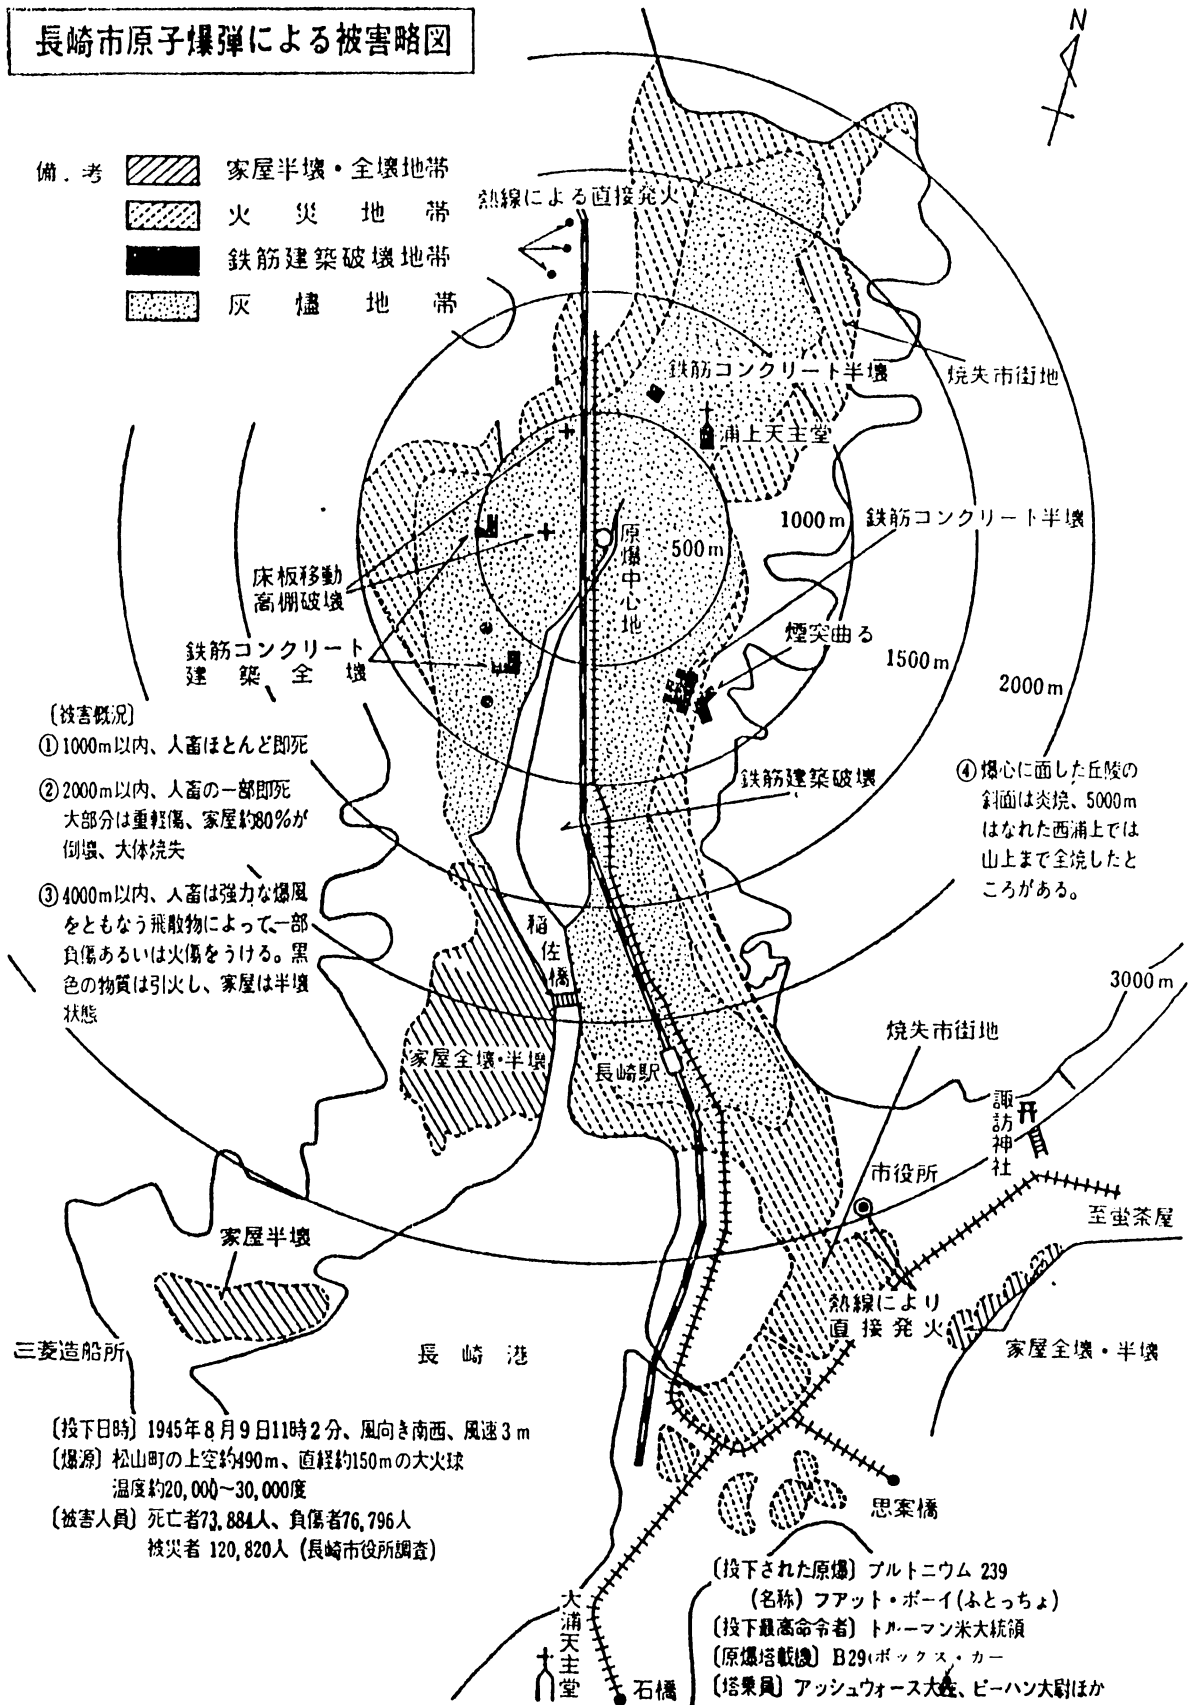 長崎市原子爆弾による被害略図
N
備.考
家屋半壊・全壊地帯
火災地帯
鉄筋建築破壊地帯
灰燼地帯
熱線による直接発火
鉄筋コンクリート半壊
焼失市街地
浦上天主堂
1000m
鉄筋コンクリート半壊
原爆中心地
500m
床板移動
高棚破壊
煙突曲る
鉄筋コンクリート
建築全壊
1500m
2000m
〔被害概況〕
①1000m以内、人畜ほとんど即死
②2000m以内、人畜の一部即死
大部分は重軽傷、家屋約80%が
倒壊、大体焼失
③4000m以内、人畜は強力な爆風
をともなう飛散物によって、一部
負傷あるいは火傷をうける。黒
色の物質は引火し、家屋は半壊
状態
鉄筋建築破壊
④爆心に面した丘陵の
斜面は炎焼、5000m
はなれた西浦上では
山上まで全焼したと
ころがある。
稲佐橋
3000m
焼失市街地
家屋全壊・半壊
長崎駅
諏訪神社
市役所
至蛍茶屋
家屋半壊
熱線により
直接発火
家屋全壊・半壊
三菱造船所
長崎港
〔投下日時〕1945年8月9日11時2分、風向き南西、風速3m
〔爆源〕松山町の上空約490m、直経約150mの大火球
温度約20,000～30,000度
〔被害人員〕死亡者73,884人、負傷者76,796人
被災者 120,820人(長崎市役所調査)
思案橋
大浦天主堂
石橋
〔投下された原爆〕プルトニウム 239
(名称)フアット・ボーイ(ふとっちょ)
〔投下最高命令者〕トルーマン米大統領
〔原爆塔載機〕B29(ボックス・カー
〔塔乗員〕アッシュウォース大佐、ビーハン大尉ほか